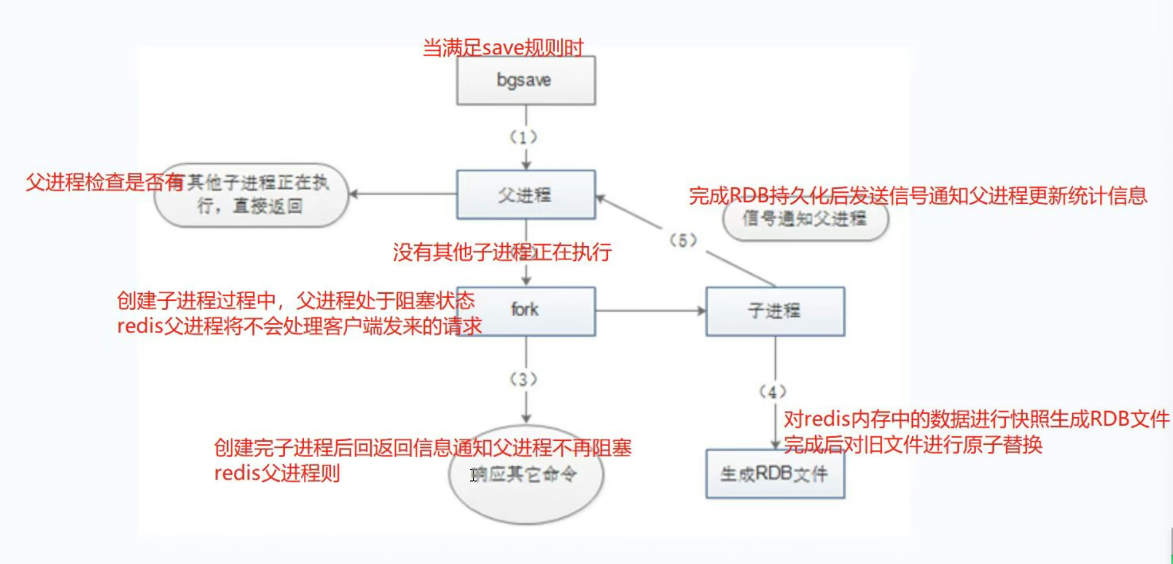 当满足save规则时
bgsave
（1）
父进程检查是否有
其他子进程正在执
行，直接返回
父进程
完成RDB持久化后发送信号通知父进程更新统计信息
信号通知父进程
（5）
没有其他子进程正在执行
创建子进程过程中，父进程处于阻塞状态
redis父进程将不会处理客户端发来的请求
fork
子进程
（3）
（4）
对redis内存中的数据进行快照生成RDB文件
完成后对旧文件进行原子替换
创建完子进程后回返回信息通知父进程不再阻塞
redis父进程则
响应其它命令
生成RDB文件